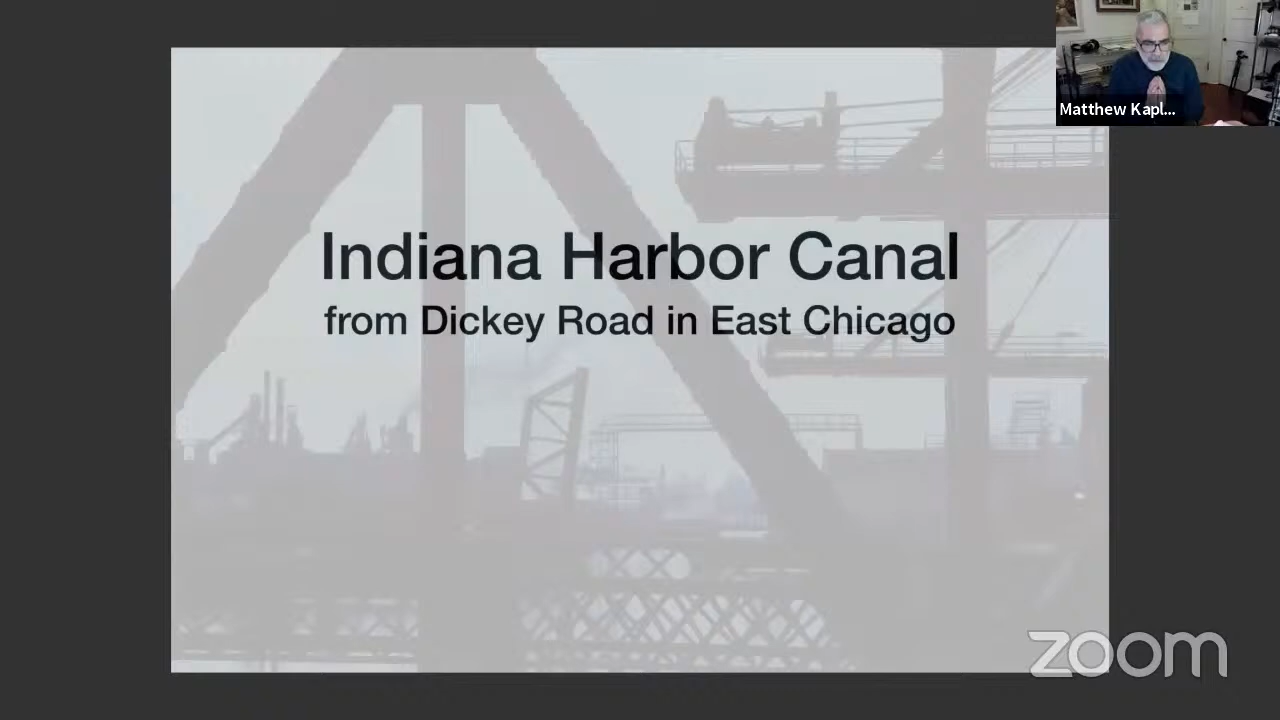 Matthew Kapl...
Indiana Harbor Canal
from Dickey Road in East Chicago
zoom